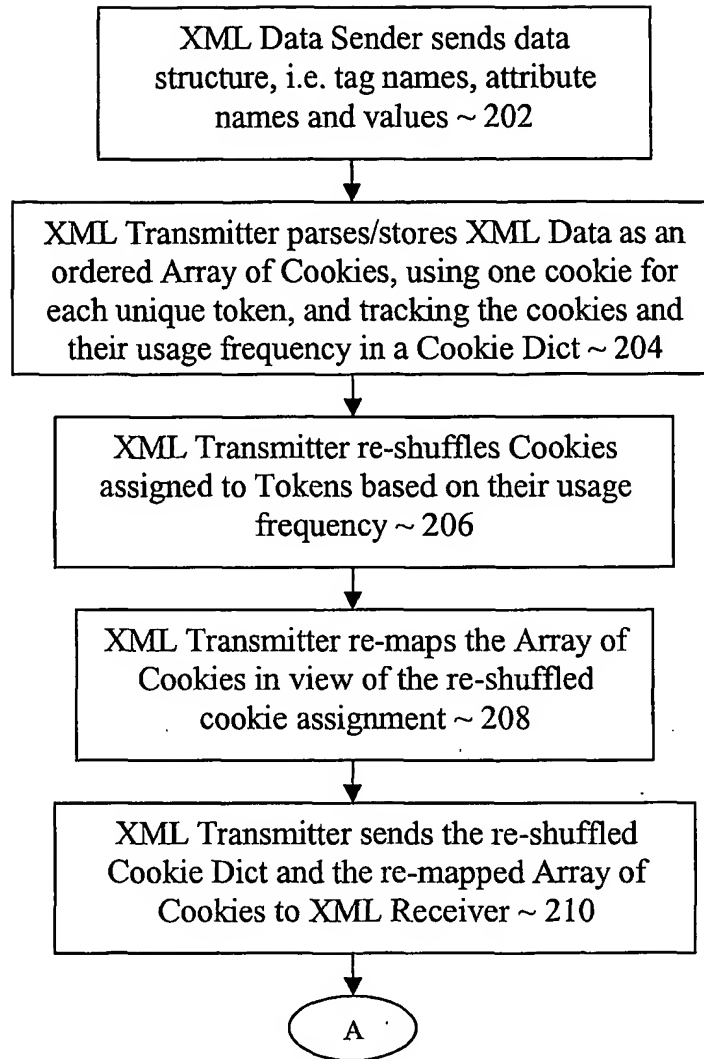 XML Data Sender sends data
structure, i.e. tag names, attribute
names and values ~ 202
XML Transmitter parses/stores XML Data as an
ordered Array of Cookies, using one cookie for
each unique token, and tracking the cookies and
their usage frequency in a Cookie Dict ~ 204
XML Transmitter re-shuffles Cookies
assigned to Tokens based on their usage
frequency ~ 206
XML Transmitter re-maps the Array of
Cookies in view of the re-shuffled
cookie assignment ~ 208
XML Transmitter sends the re-shuffled
Cookie Dict and the re-mapped Array of
Cookies to XML Receiver ~ 210
A